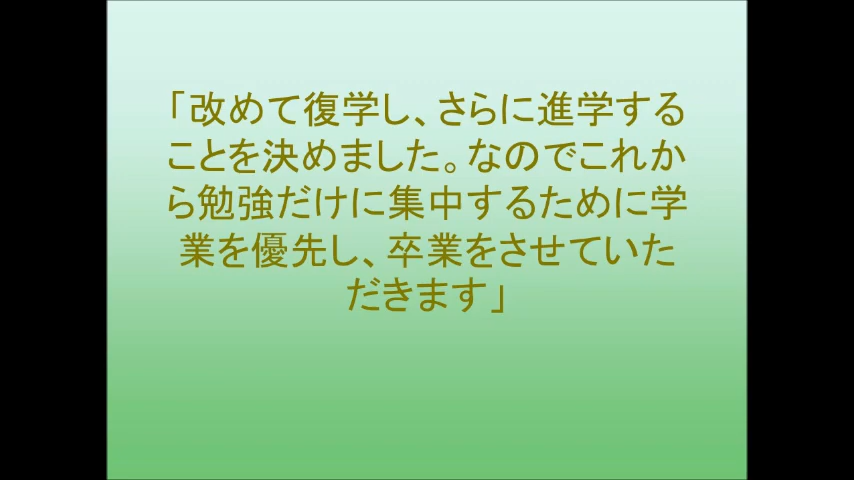 「改めて復学し、さらに進学する
ことを決めました。なのでこれか
ら勉強だけに集中するために学
業を優先し、卒業をさせていた
だきます」